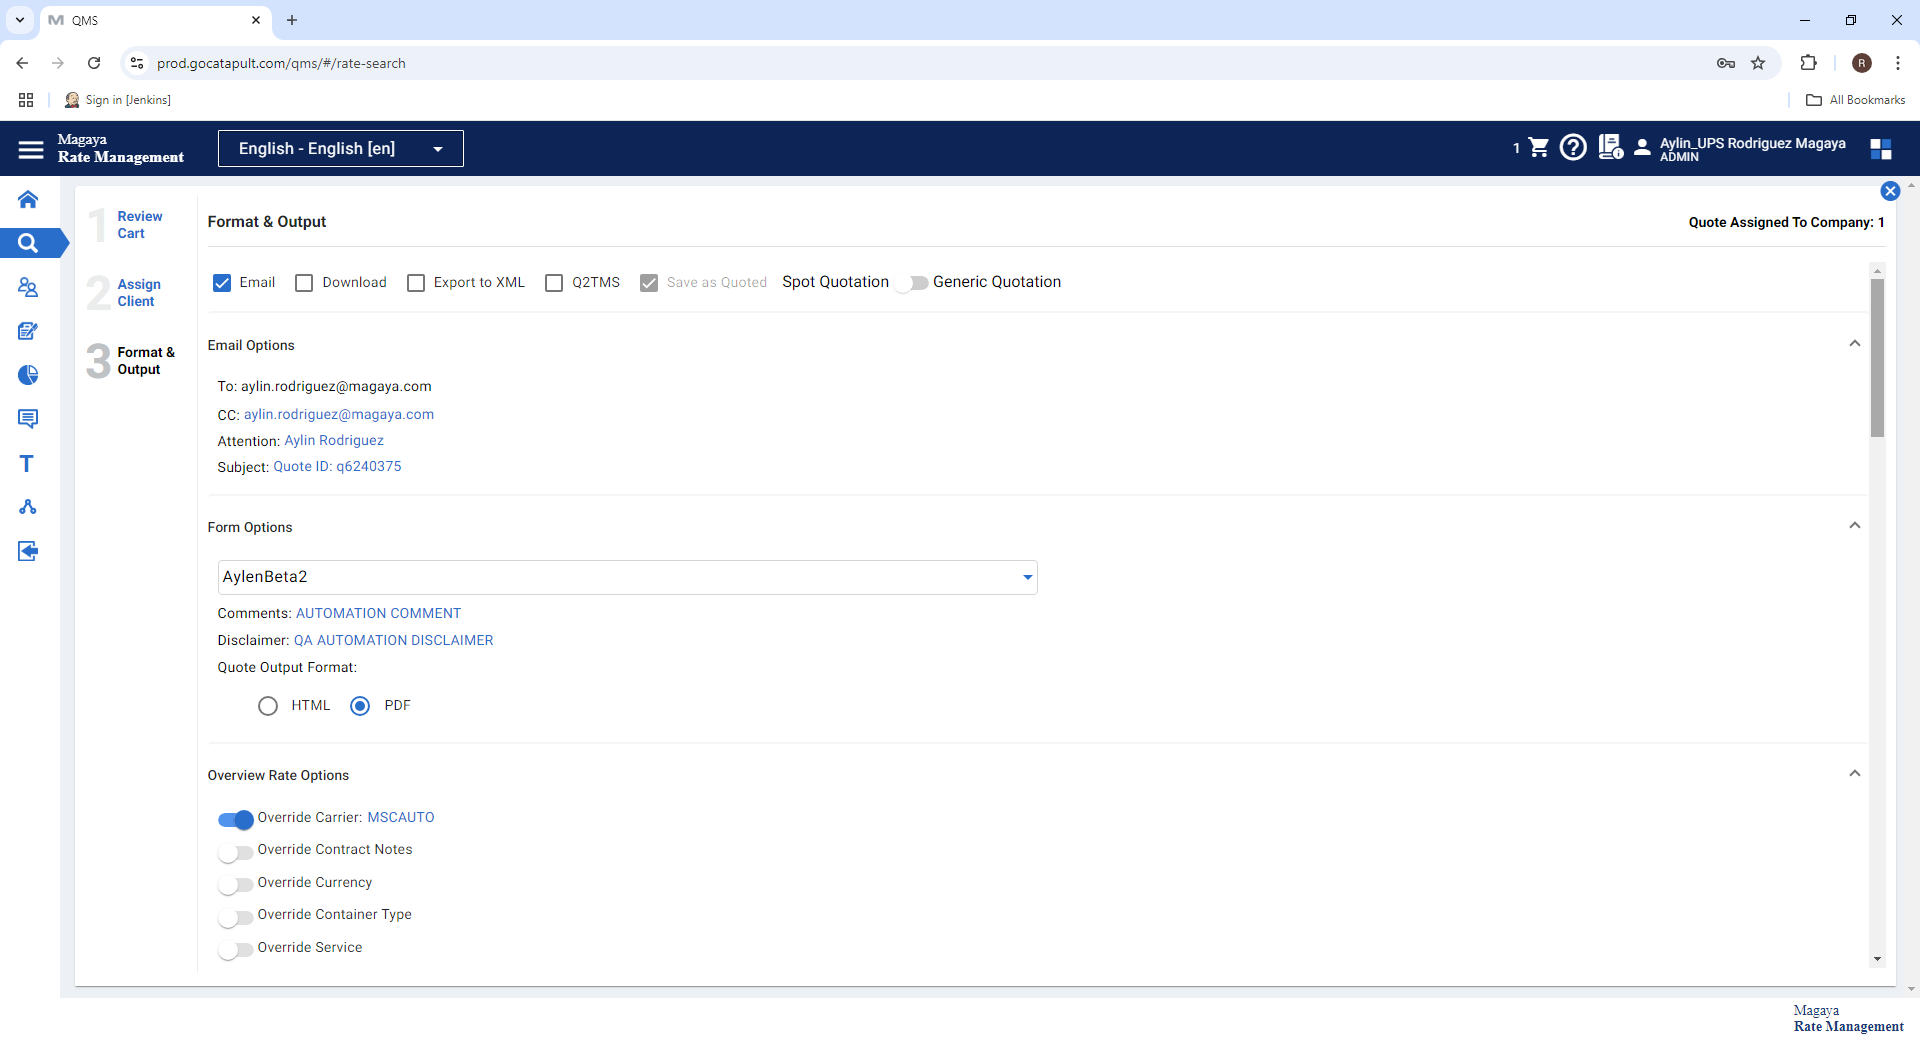 QMS
prod.gocatapult.com/qms/#/rate-search
R
Sign in [Jenkins]
All Bookmarks
Magaya
Rate Management
English - English [en]
1
Aylin_UPS Rodriguez Magaya
ADMIN
1
Review
Cart
2
Assign
Client
3
Format &
Output
Format & Output
Quote Assigned To Company: 1
Email
Download
Export to XML
Q2TMS
Save as Quoted
Spot Quotation
Generic Quotation
Email Options
To: aylin.rodriguez@magaya.com
CC: aylin.rodriguez@magaya.com
Attention: Aylin Rodriguez
Subject: Quote ID: q6240375
Form Options
AylenBeta2
Comments: AUTOMATION COMMENT
Disclaimer: QA AUTOMATION DISCLAIMER
Quote Output Format:
HTML
PDF
Overview Rate Options
Override Carrier: MSCAUTO
Override Contract Notes
Override Currency
Override Container Type
Override Service
T
Magaya
Rate Management